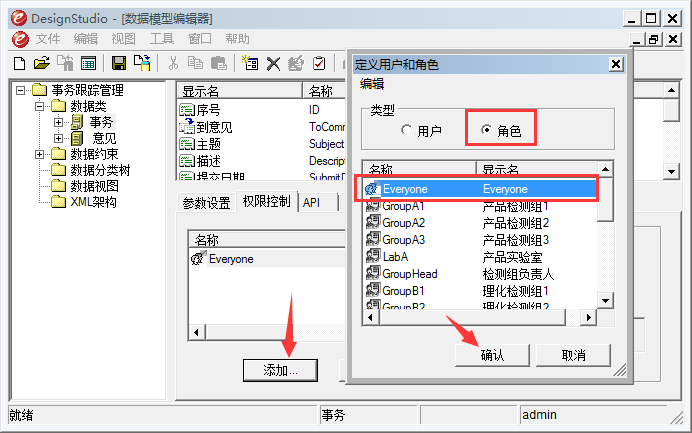 DesignStudio - [数据模型编辑器]
文件 编辑 视图 工具 窗口 帮助
事务跟踪管理
数据类
事务
意见
数据约束
数据分类树
数据视图
XML架构
显示名 名称
序号 ID
到意见 ToComm
主题 Subject
描述 Descript
提交日期 SubmitD
参数设置 权限控制 API
名称
Everyone
添加...
定义用户和角色
编辑
类型
用户 角色
名称 显示名
Everyone Everyone
GroupA1 产品检测组1
GroupA2 产品检测组2
GroupA3 产品检测组3
LabA 产品实验室
GroupHead 检测组负责人
GroupB1 理化检测组1
GroupB2 理化检测组2
确认 取消
就绪 事务 admin